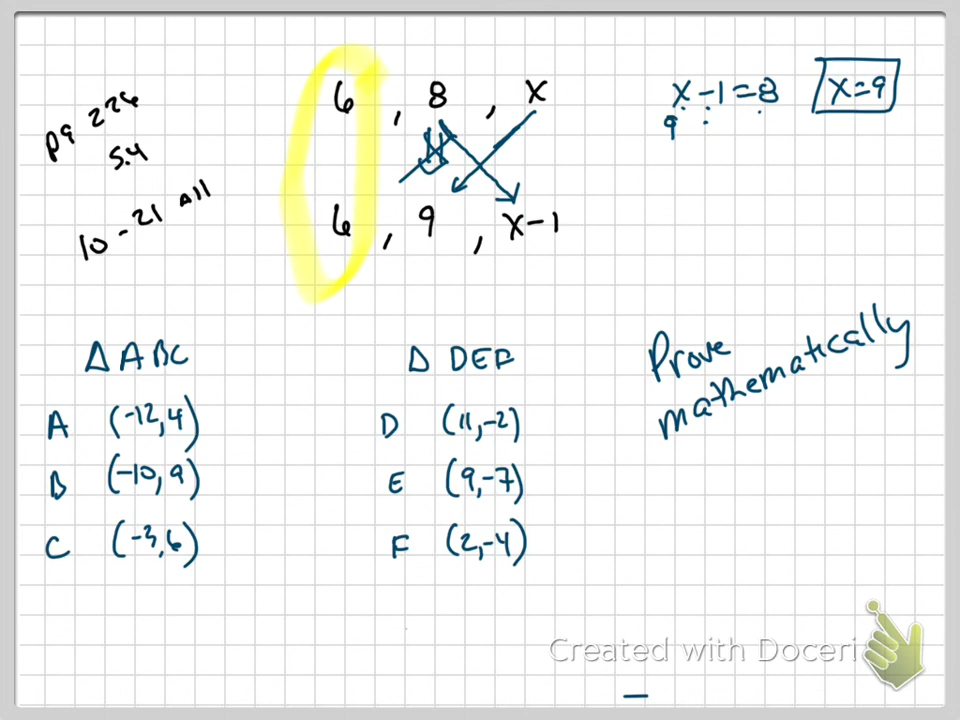 pg 226
5.4
10 - 21 All
6 , 8 , x
6 , 9 , x-1
x-1=8
9
x=9
Δ ABC
A (-12,4)
B (-10,9)
C (-3,6)
Δ DEF
D (11,-2)
E (9,-7)
F (2,-4)
Prove
mathematically
Created with Doceri